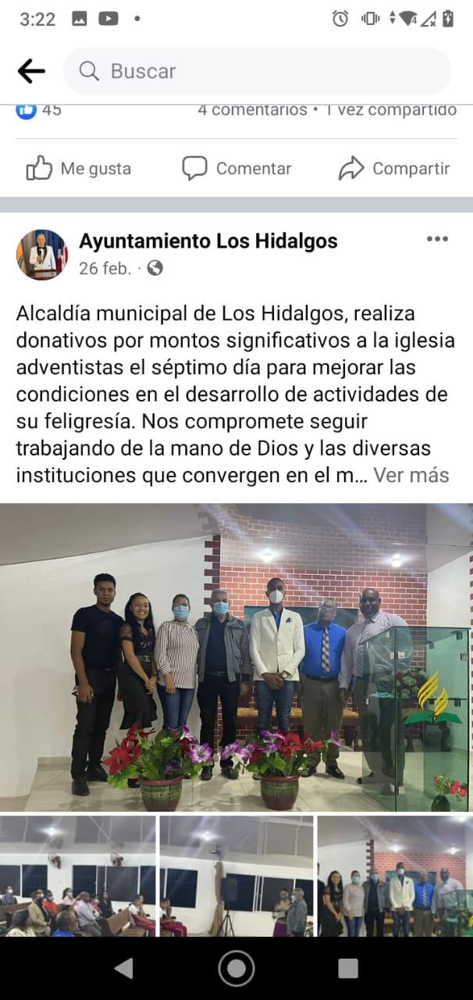 3:22
Buscar
45
4 comentarios • 1 vez compartido
Me gusta
Comentar
Compartir
Ayuntamiento Los Hidalgos
26 feb. ·
Alcaldía municipal de Los Hidalgos, realiza
donativos por montos significativos a la iglesia
adventistas el séptimo día para mejorar las
condiciones en el desarrollo de actividades de
su feligresía. Nos compromete seguir
trabajando de la mano de Dios y las diversas
instituciones que convergen en el m... Ver más